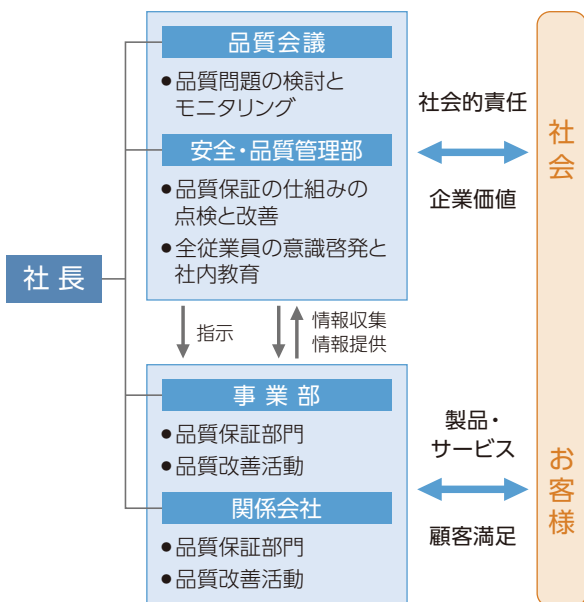 品質会議
●品質問題の検討と
モニタリング
安全・品質管理部
●品質保証の仕組みの
点検と改善
●全従業員の意識啓発と
社内教育
社長
指示
情報収集
情報提供
事業部
●品質保証部門
●品質改善活動
関係会社
●品質保証部門
●品質改善活動
社会的責任
企業価値
製品・
サービス
顧客満足
社会
お客様